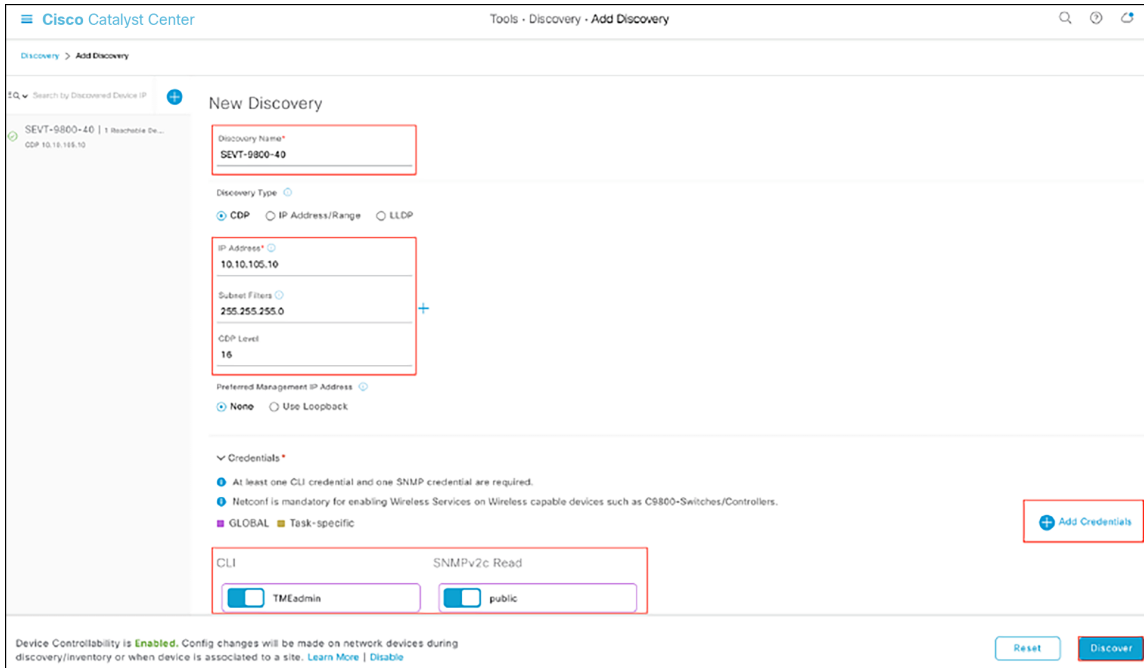 Cisco Catalyst Center
Tools · Discovery · Add Discovery
Discovery > Add Discovery
Search by Discovered Device IP
SEVT-9800-40 | 1 Reachable De...
CDP 10.10.105.10
New Discovery
Discovery Name*
SEVT-9800-40
Discovery Type
CDP IP Address/Range LLDP
IP Address*
10.10.105.10
Subnet Filters
255.255.255.0
CDP Level
16
Preferred Management IP Address
None Use Loopback
Credentials*
At least one CLI credential and one SNMP credential are required.
Netconf is mandatory for enabling Wireless Services on Wireless capable devices such as C9800-Switches/Controllers.
GLOBAL Task-specific
Add Credentials
CLI SNMPv2c Read
TMEadmin public
Device Controllability is Enabled. Config changes will be made on network devices during
discovery/inventory or when device is associated to a site. Learn More | Disable
Reset Discover